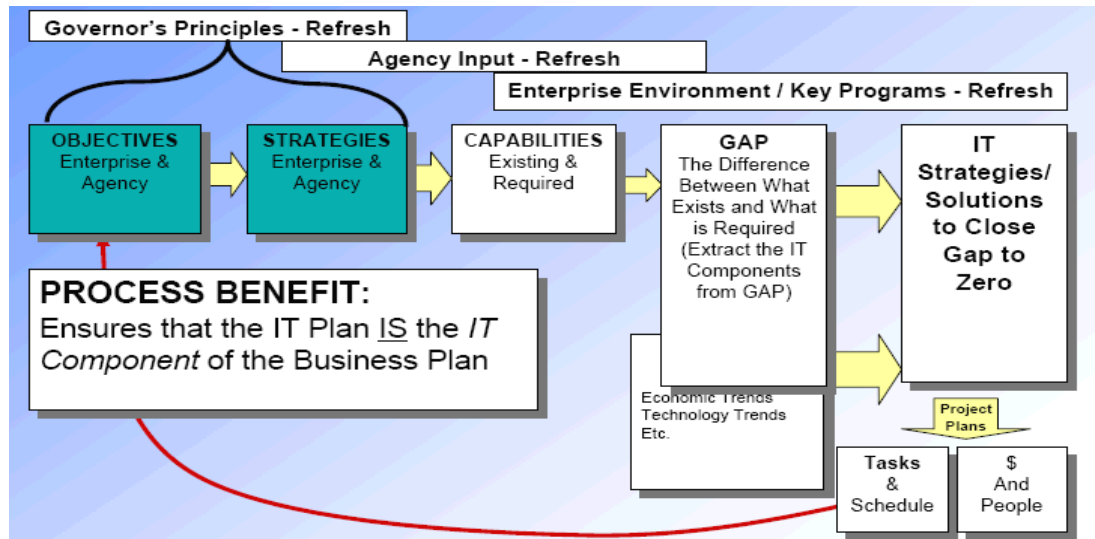 Governor's Principles - Refresh
Agency Input - Refresh
Enterprise Environment / Key Programs - Refresh
OBJECTIVES
Enterprise &
Agency
STRATEGIES
Enterprise &
Agency
CAPABILITIES
Existing &
Required
GAP
The Difference
Between What
Exists and What
is Required
(Extract the IT
Components
from GAP)
IT
Strategies/
Solutions
to Close
Gap to
Zero
PROCESS BENEFIT:
Ensures that the IT Plan IS the IT
Component of the Business Plan
Economic Trends
Technology Trends
Etc.
Project
Plans
Tasks
&
Schedule
$
And
People